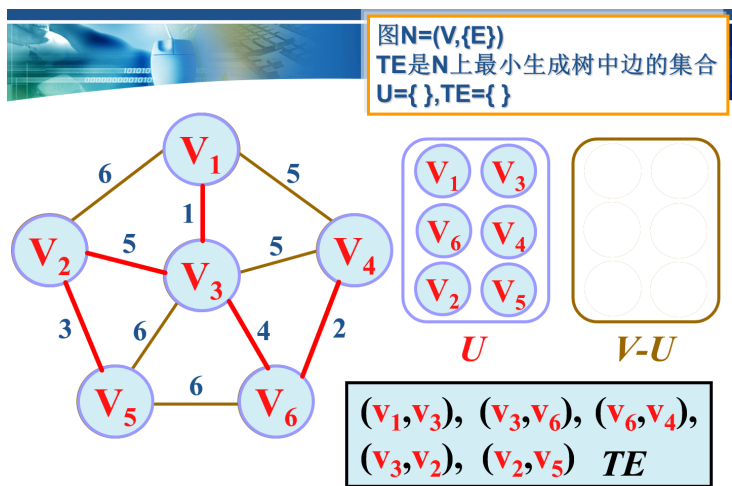 图N=(V,{E})
TE是N上最小生成树中边的集合
U={ },TE={ }
101010
00000000001010
V1
6
5
1
V2
5
5
V4
V3
3
6
4
2
6
V5
V6
V1 V3
V6 V4
V2 V5
U
V-U
(v1,v3), (v3,v6), (v6,v4),
(v3,v2), (v2,v5) TE